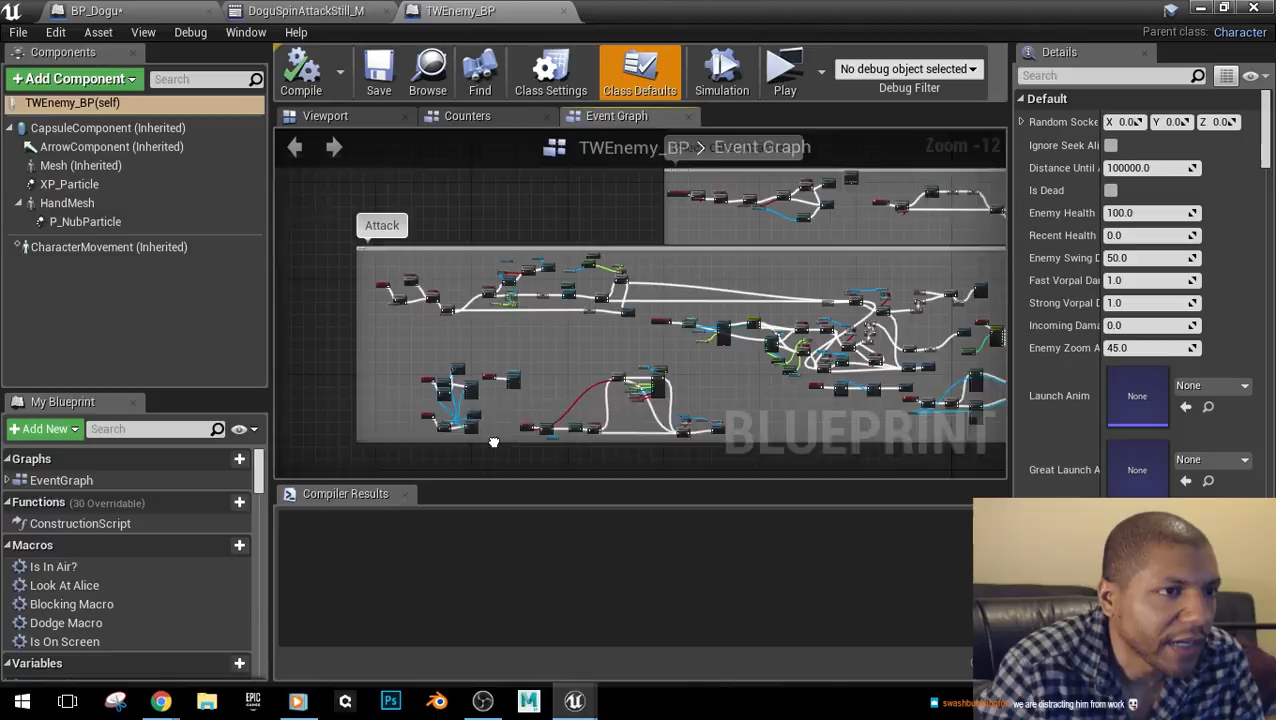 BP_Dogu*
DoguSpinAttackStill_M
TWEnemy_BP
File Edit Asset View Debug Window Help
Parent class: Character
Components
+Add Component
Search
TWEnemy_BP(self)
CapsuleComponent (Inherited)
ArrowComponent (Inherited)
Mesh (Inherited)
XP_Particle
HandMesh
P_NubParticle
CharacterMovement (Inherited)
My Blueprint
+Add New
Search
Graphs
EventGraph
Functions (30 Overridable)
ConstructionScript
Macros
Is In Air?
Look At Alice
Blocking Macro
Dodge Macro
Is On Screen
Variables
Compile
Save
Browse
Find
Class Settings
Class Defaults
Simulation
Play
No debug object selected
Debug Filter
Viewport
Counters
Event Graph
TWEnemy_BP > Event Graph
Zoom -12
Attack
BLUEPRINT
Compiler Results
Details
Search
Default
Random Socke X 0.0 Y 0.0 Z 0.0
Ignore Seek Ali
Distance Until 100000.0
Is Dead
Enemy Health 100.0
Recent Health 0.0
Enemy Swing D 50.0
Fast Vorpal Da 1.0
Strong Vorpal D 1.0
Incoming Dama 0.0
Enemy Zoom A 45.0
Launch Anim None None
Great Launch A None None
EPIC GAMES
Ps
M
we are distracting him from work